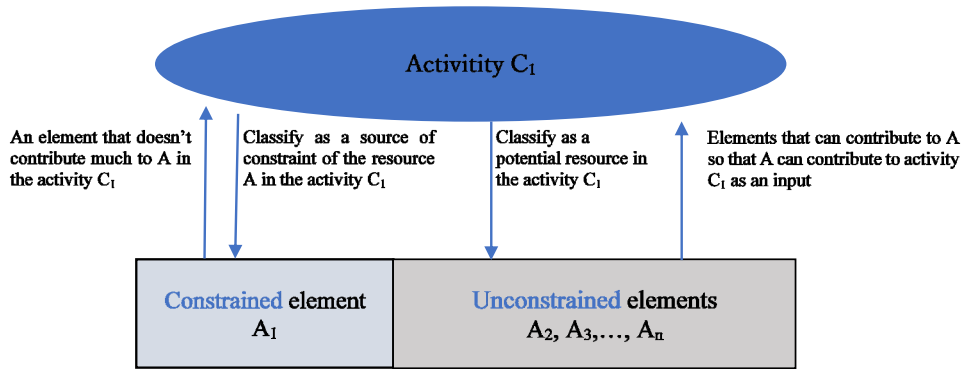 Activitity C₁
An element that doesn't
contribute much to A in
the activity C₁
Classify as a source of
constraint of the resource
A in the activity C₁
Classify as a
potential resource in
the activity C₁
Elements that can contribute to A
so that A can contribute to activity
C₁ as an input
Constrained element
A₁
Unconstrained elements
A₂, A₃,…, Aₙ